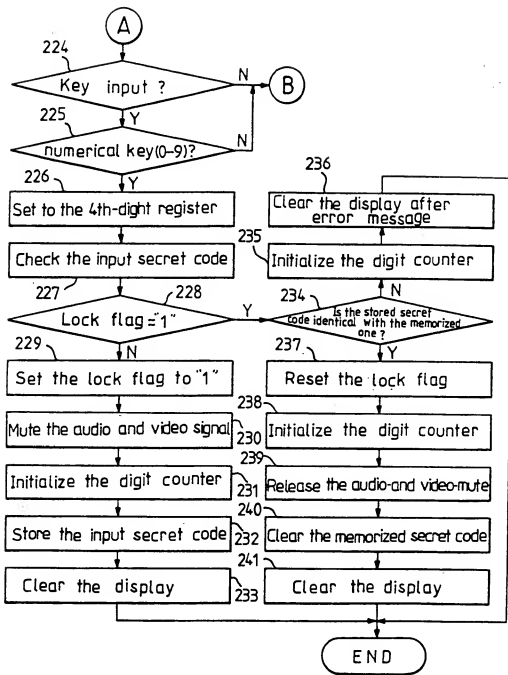 A
224
Key input ?
N
B
Y
225
numerical key(0-9)?
N
Y
226
Set to the 4th-dight register
Check the input secret code
227
228
Lock flag = "1"
Y
N
229
Set the lock flag to "1"
Mute the audio and video signal
230
Initialize the digit counter
231
Store the input secret code
232
Clear the display
233
236
Clear the display after
error message
235
Initialize the digit counter
N
234
Is the stored secret
code identical with the memorized
one ?
Y
237
Reset the lock flag
238
Initialize the digit counter
239
Release the audio-and video-mute
240
Clear the memorized secret code
241
Clear the display
END